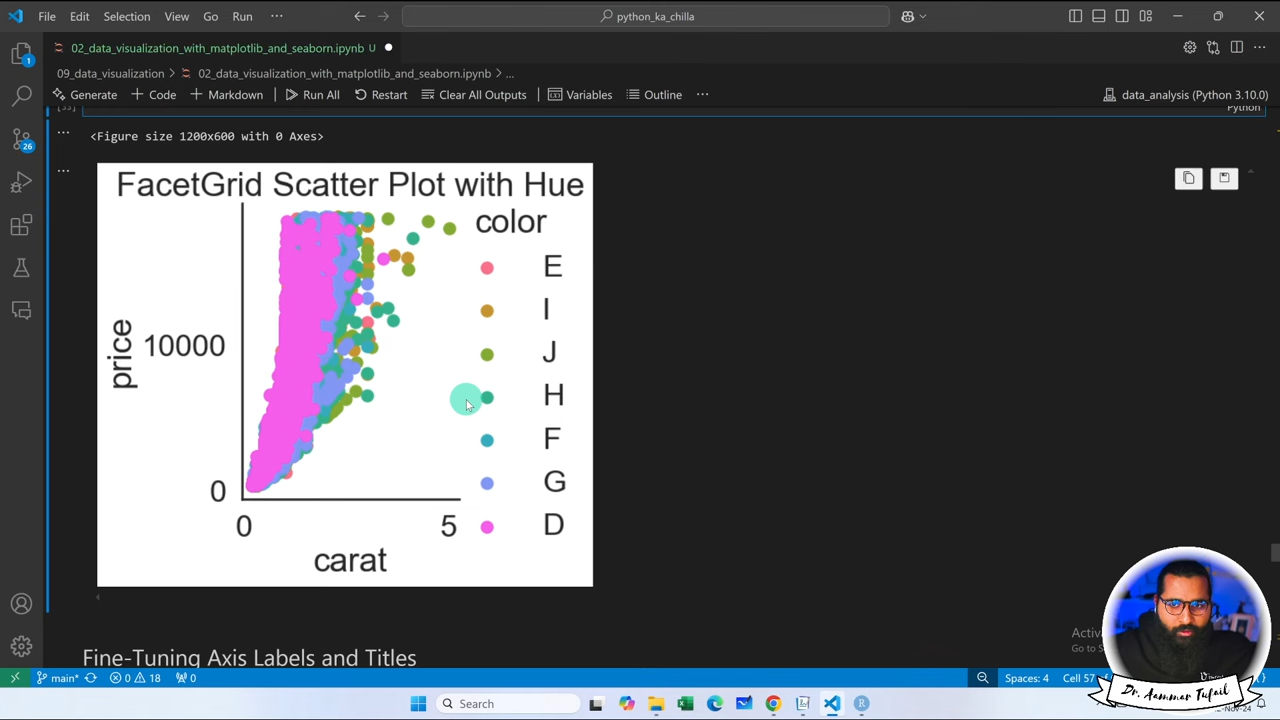 File Edit Selection View Go Run ··· python_ka_chilla
02_data_visualization_with_matplotlib_and_seaborn.ipynb U
09_data_visualization > 02_data_visualization_with_matplotlib_and_seaborn.ipynb > ...
Generate + Code + Markdown Run All Restart Clear All Outputs Variables Outline ··· data_analysis (Python 3.10.0)
[33] Python
<Figure size 1200x600 with 0 Axes>
FacetGrid Scatter Plot with Hue
color
E
I
J
H
F
G
D
price
10000
0
0 5
carat
Fine-Tuning Axis Labels and Titles
26
main* 0 18 0 Spaces: 4 Cell 57
Search
Dr. Aammar Tufail